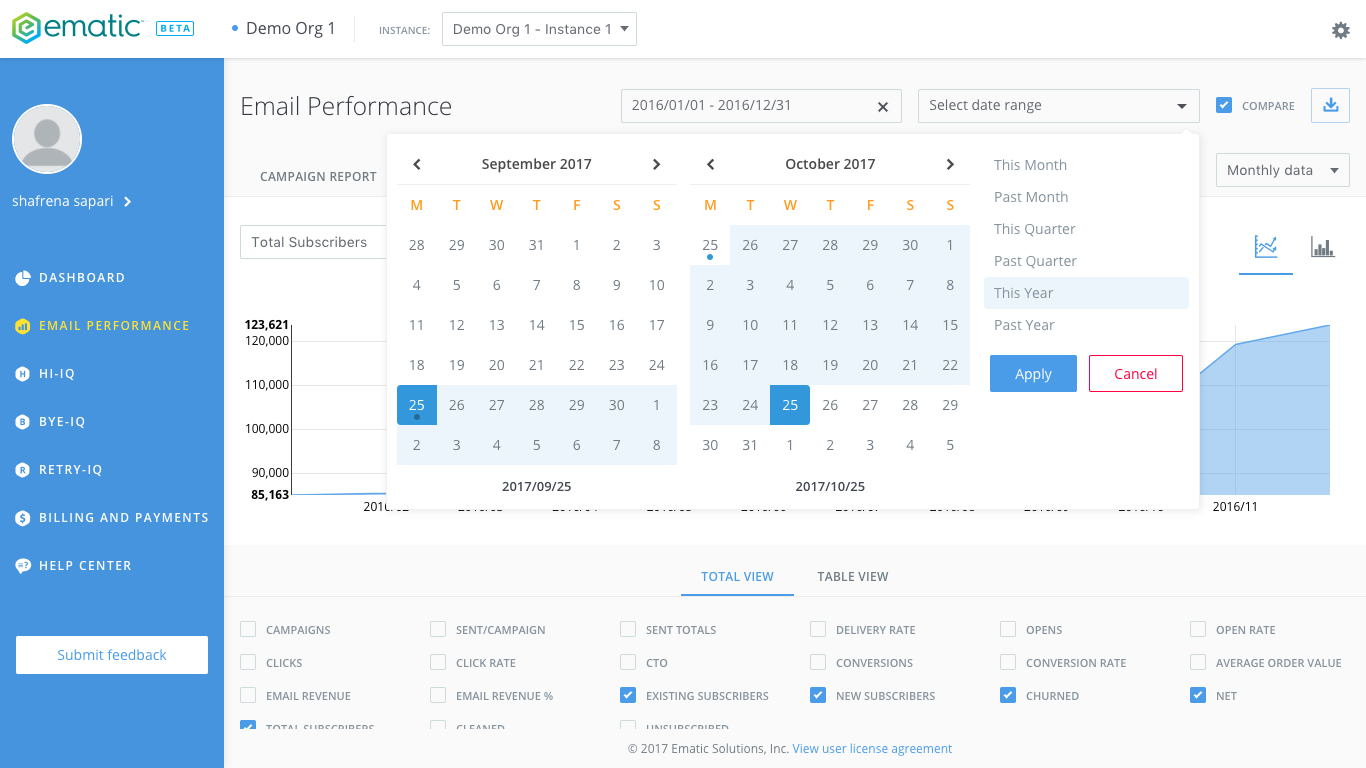 ematic BETA
Demo Org 1
INSTANCE:
Demo Org 1 - Instance 1
shafrena sapari
DASHBOARD
EMAIL PERFORMANCE
HI-IQ
BYE-IQ
RETRY-IQ
BILLING AND PAYMENTS
HELP CENTER
Submit feedback
Email Performance
2016/01/01 - 2016/12/31
Select date range
COMPARE
CAMPAIGN REPORT
Monthly data
Total Subscribers
September 2017
M T W T F S S
28 29 30 31 1 2 3
4 5 6 7 8 9 10
11 12 13 14 15 16 17
18 19 20 21 22 23 24
25 26 27 28 29 30 1
2 3 4 5 6 7 8
2017/09/25
October 2017
M T W T F S S
25 26 27 28 29 30 1
2 3 4 5 6 7 8
9 10 11 12 13 14 15
16 17 18 19 20 21 22
23 24 25 26 27 28 29
30 31 1 2 3 4 5
2017/10/25
This Month
Past Month
This Quarter
Past Quarter
This Year
Past Year
Apply Cancel
123,621
120,000
110,000
100,000
90,000
85,163
2016/11
TOTAL VIEW TABLE VIEW
CAMPAIGNS SENT/CAMPAIGN SENT TOTALS DELIVERY RATE OPENS OPEN RATE
CLICKS CLICK RATE CTO CONVERSIONS CONVERSION RATE AVERAGE ORDER VALUE
EMAIL REVENUE EMAIL REVENUE % EXISTING SUBSCRIBERS NEW SUBSCRIBERS CHURNED NET
TOTAL SUBSCRIBERS CLEANED UNSUBSCRIBED
© 2017 Ematic Solutions, Inc. View user license agreement